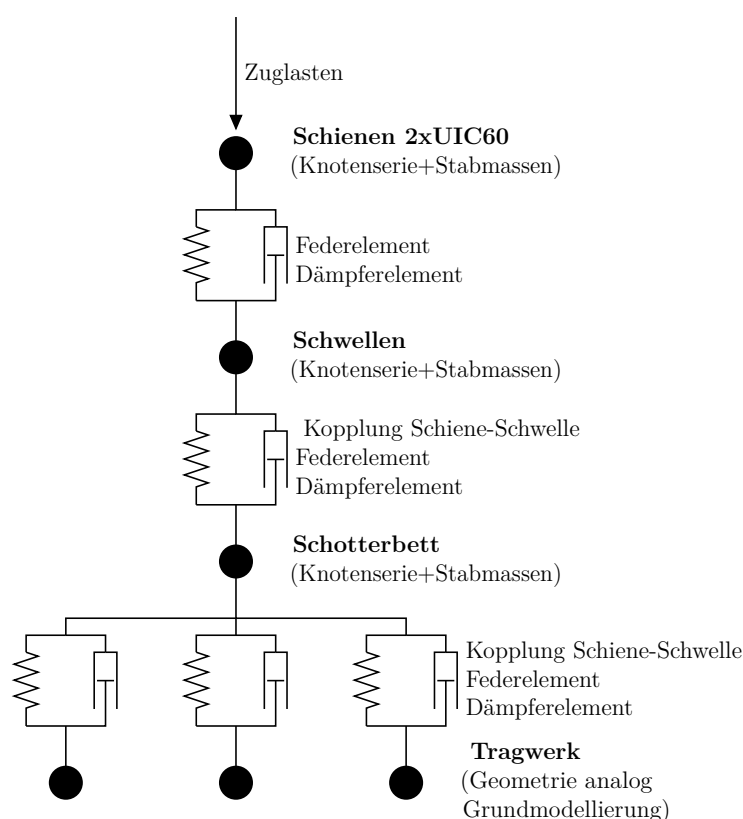 Zuglasten
Schienen 2xUIC60
(Knotenserie+Stabmassen)
Federelement
Dämpferelement
Schwellen
(Knotenserie+Stabmassen)
Kopplung Schiene-Schwelle
Federelement
Dämpferelement
Schotterbett
(Knotenserie+Stabmassen)
Kopplung Schiene-Schwelle
Federelement
Dämpferelement
Tragwerk
(Geometrie analog
Grundmodellierung)